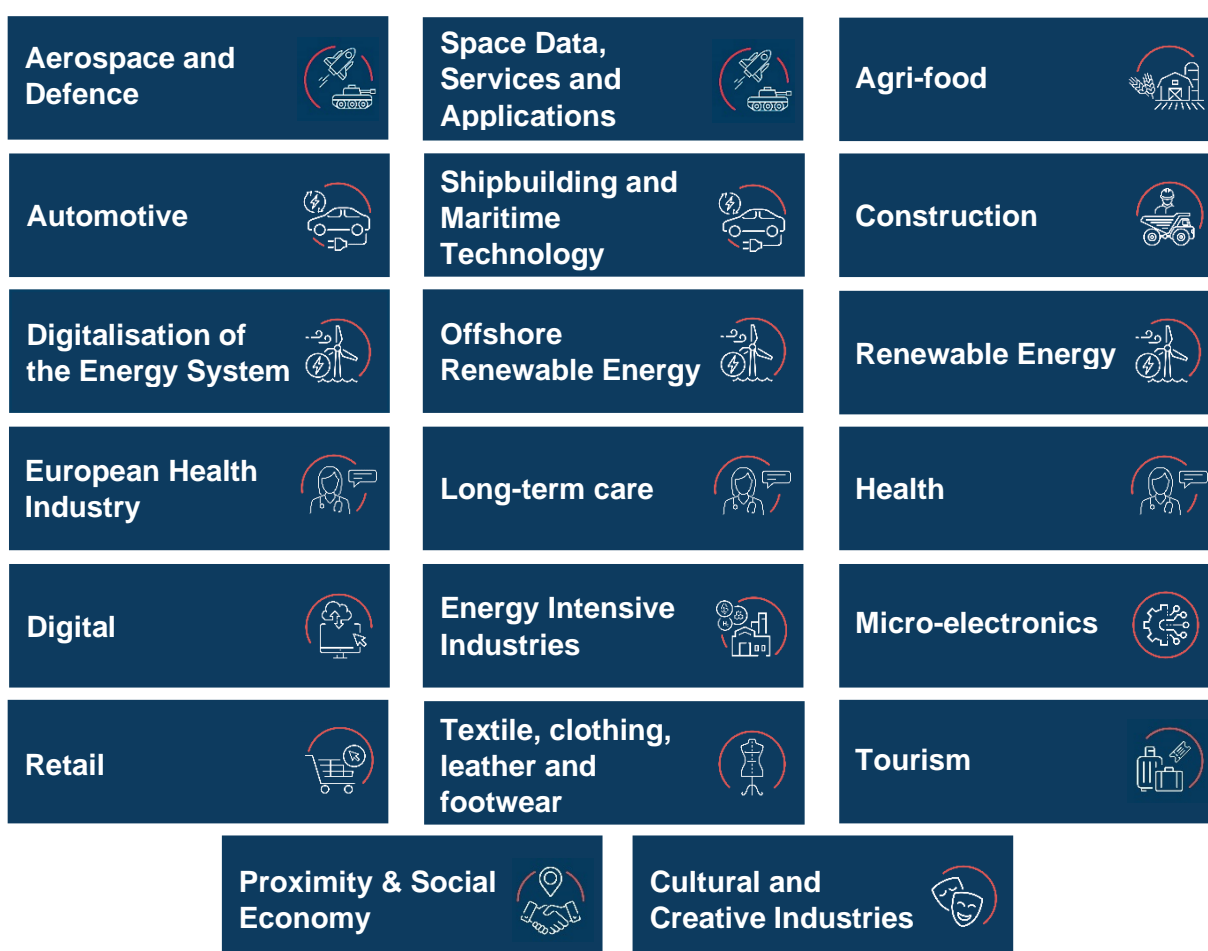 Aerospace and
Defence
Space Data,
Services and
Applications
Agri-food
Automotive
Shipbuilding and
Maritime
Technology
Construction
Digitalisation of
the Energy System
Offshore
Renewable Energy
Renewable Energy
European Health
Industry
Long-term care
Health
Digital
Energy Intensive
Industries
Micro-electronics
Retail
Textile, clothing,
leather and
footwear
Tourism
Proximity & Social
Economy
Cultural and
Creative Industries